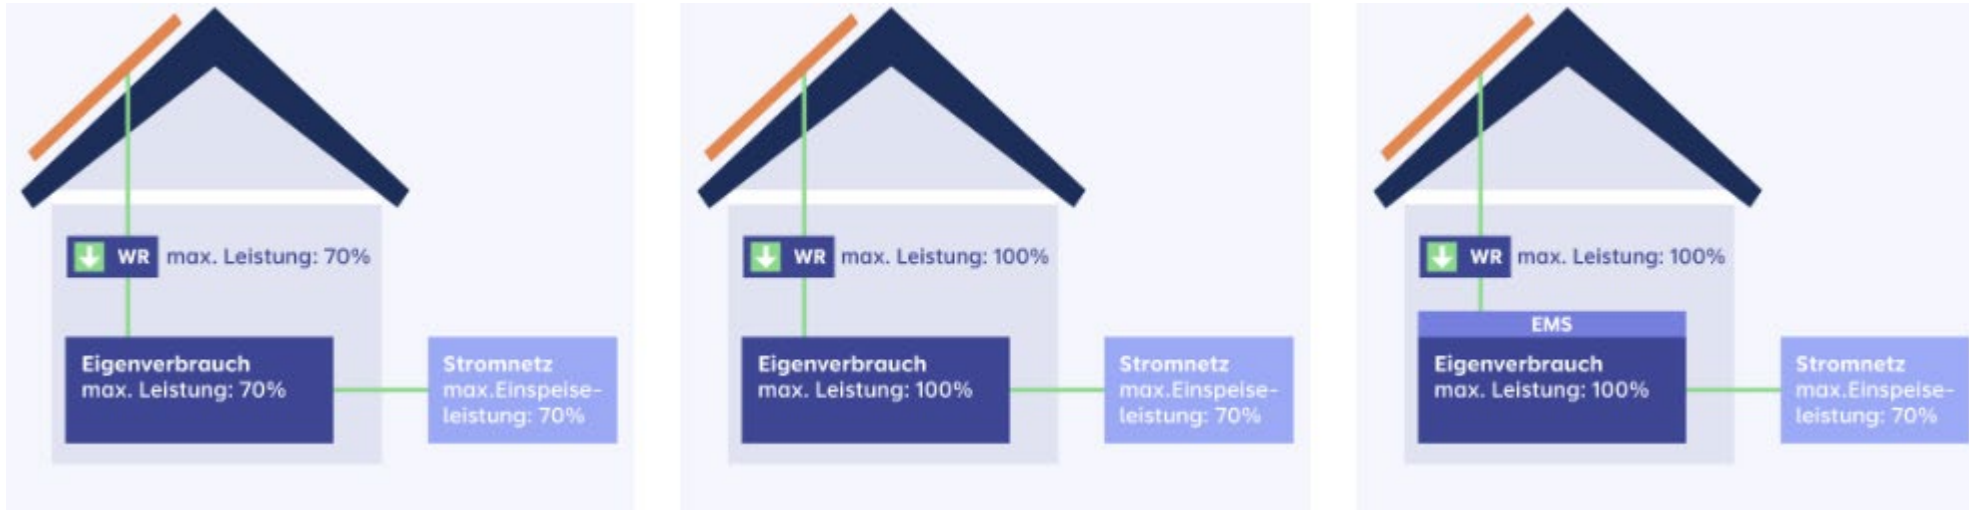 WR max. Leistung: 70%
Eigenverbrauch
max. Leistung: 70%
Stromnetz
max.Einspeise-
leistung: 70%
WR max. Leistung: 100%
Eigenverbrauch
max. Leistung: 100%
Stromnetz
max.Einspeise-
leistung: 70%
WR max. Leistung: 100%
EMS
Eigenverbrauch
max. Leistung: 100%
Stromnetz
max.Einspeise-
leistung: 70%